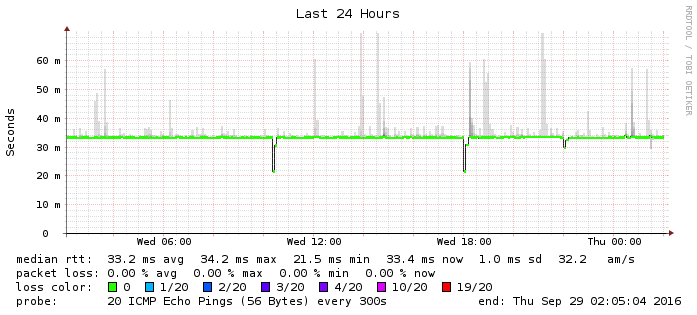 Last 24 Hours
RRDTOOL / TOBI OETIKER
Seconds
60 m
50 m
40 m
30 m
20 m
10 m
0
Wed 06:00 Wed 12:00 Wed 18:00 Thu 00:00
median rtt: 33.2 ms avg 34.2 ms max 21.5 ms min 33.4 ms now 1.0 ms sd 32.2 am/s
packet loss: 0.00 % avg 0.00 % max 0.00 % min 0.00 % now
loss color: 0 1/20 2/20 3/20 4/20 10/20 19/20
probe: 20 ICMP Echo Pings (56 Bytes) every 300s end: Thu Sep 29 02:05:04 2016